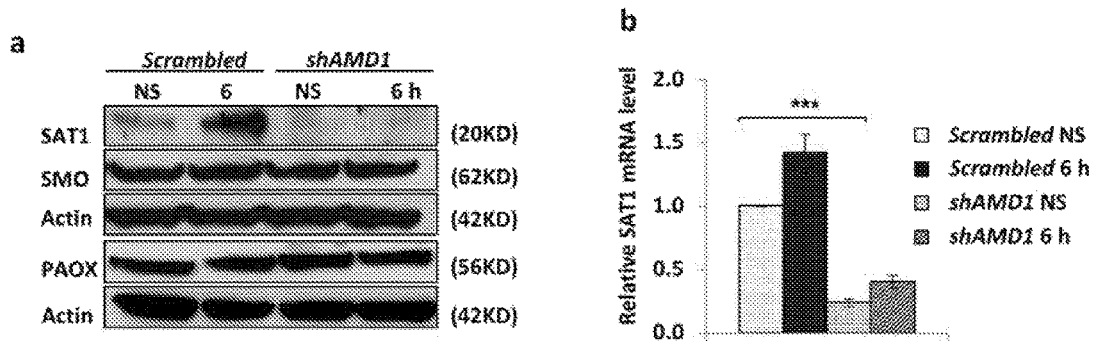 a
Scrambled shAMD1
NS 6 NS 6 h
SAT1 (20KD)
SMO (62KD)
Actin (42KD)
PAOX (56KD)
Actin (42KD)
b
Relative SAT1 mRNA level
2.0
1.5
1.0
0.5
0.0
***
Scrambled NS
Scrambled 6 h
shAMD1 NS
shAMD1 6 h